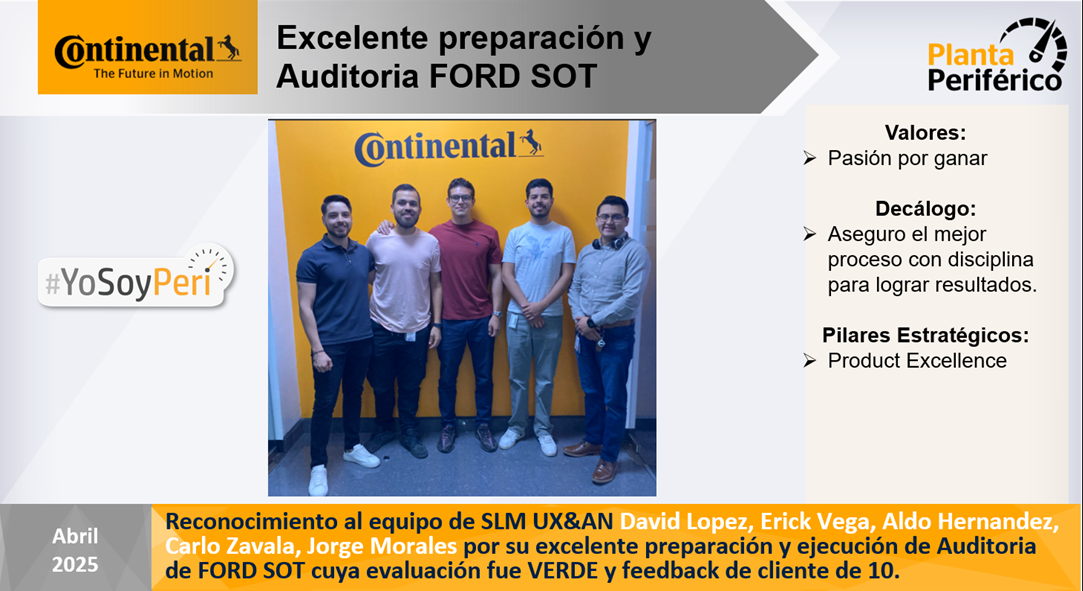 Continental
The Future in Motion
Excelente preparación y
Auditoria FORD SOT
Planta
Periférico
Continental
#YoSoyPeri
Valores:
Pasión por ganar
Decálogo:
Aseguro el mejor
proceso con disciplina
para lograr resultados.
Pilares Estratégicos:
Product Excellence
Abril
2025
Reconocimiento al equipo de SLM UX&AN David Lopez, Erick Vega, Aldo Hernandez,
Carlo Zavala, Jorge Morales por su excelente preparación y ejecución de Auditoria
de FORD SOT cuya evaluación fue VERDE y feedback de cliente de 10.